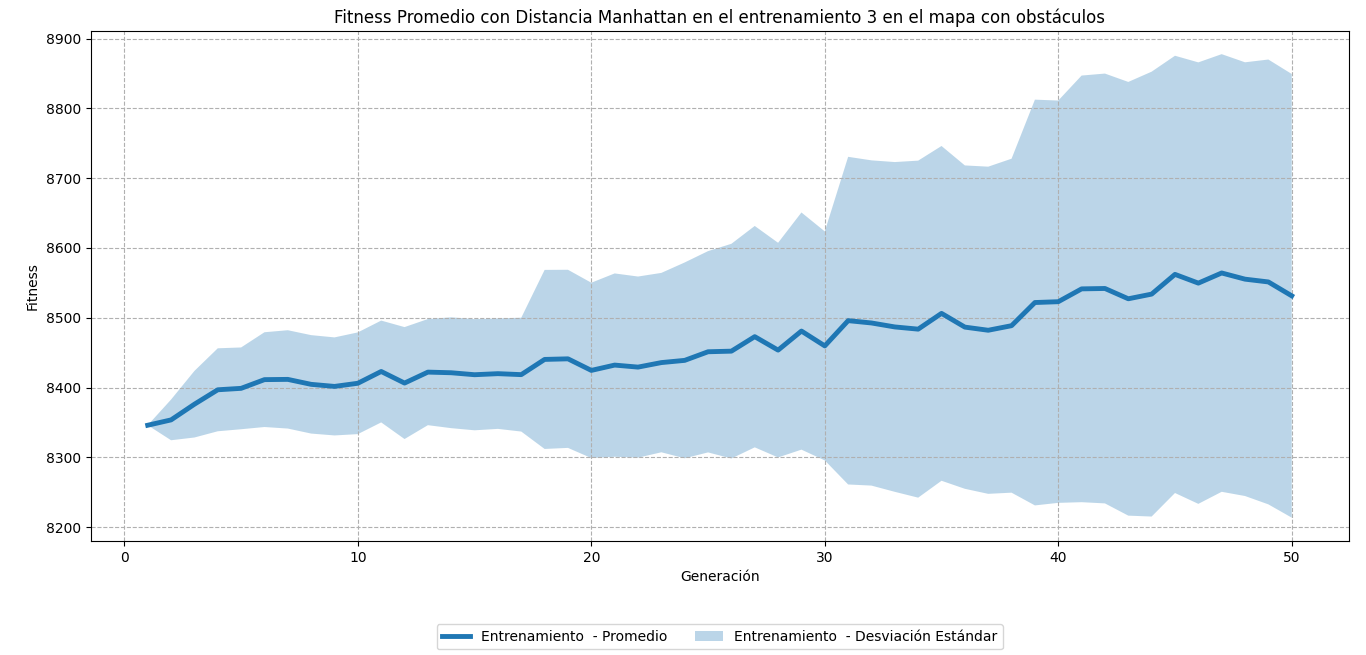 Fitness Promedio con Distancia Manhattan en el entrenamiento 3 en el mapa con obstáculos
8900
8800
8700
8600
8500
8400
8300
8200
Fitness
0 10 20 30 40 50
Generación
Entrenamiento  - Promedio Entrenamiento  - Desviación Estándar